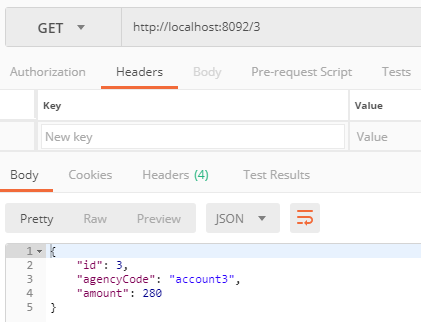 GET http://localhost:8092/3
Authorization Headers Body Pre-request Script Tests
Key Value
New key Value
Body Cookies Headers (4) Test Results
Pretty Raw Preview JSON
1 {
2 "id": 3,
3 "agencyCode": "account3",
4 "amount": 280
5 }